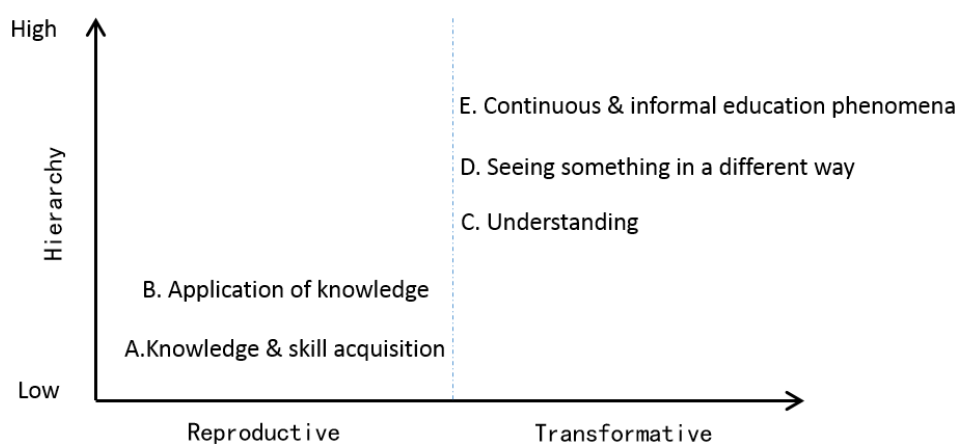 High
E. Continuous & informal education phenomena
D. Seeing something in a different way
C. Understanding
Hierarchy
B. Application of knowledge
A.Knowledge & skill acquisition
Low
Reproductive
Transformative